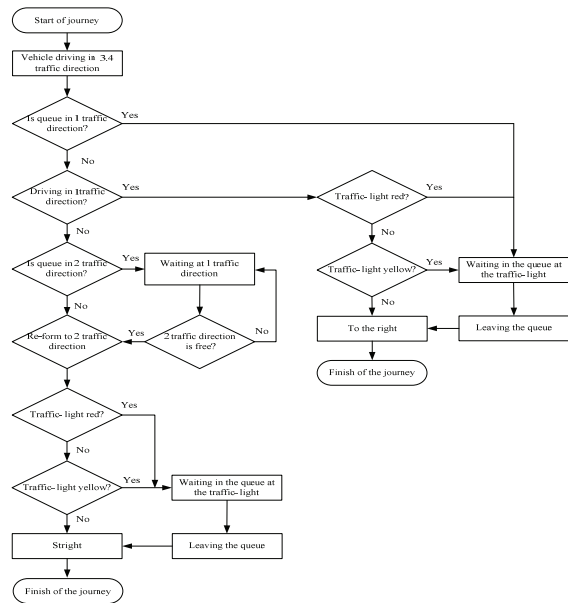 Start of journey
Vehicle driving in 3.4
traffic direction
Is queue in 1 traffic
direction?
Yes
No
Driving in 1traffic
direction?
Yes
Traffic- light red?
Yes
No
No
Is queue in 2 traffic
direction?
Yes
Waiting at 1 traffic
direction
Traffic-light yellow?
Yes
Waiting in the queue at
the traffic-light
No
No
Re-form to 2 traffic
direction
Yes
2 traffic direction
is free?
No
To the right
Leaving the queue
Finish of the journey
Traffic- light red?
Yes
No
Traffic- light yellow?
Yes
Waiting in the queue at
the traffic-light
No
Stright
Leaving the queue
Finish of the journey